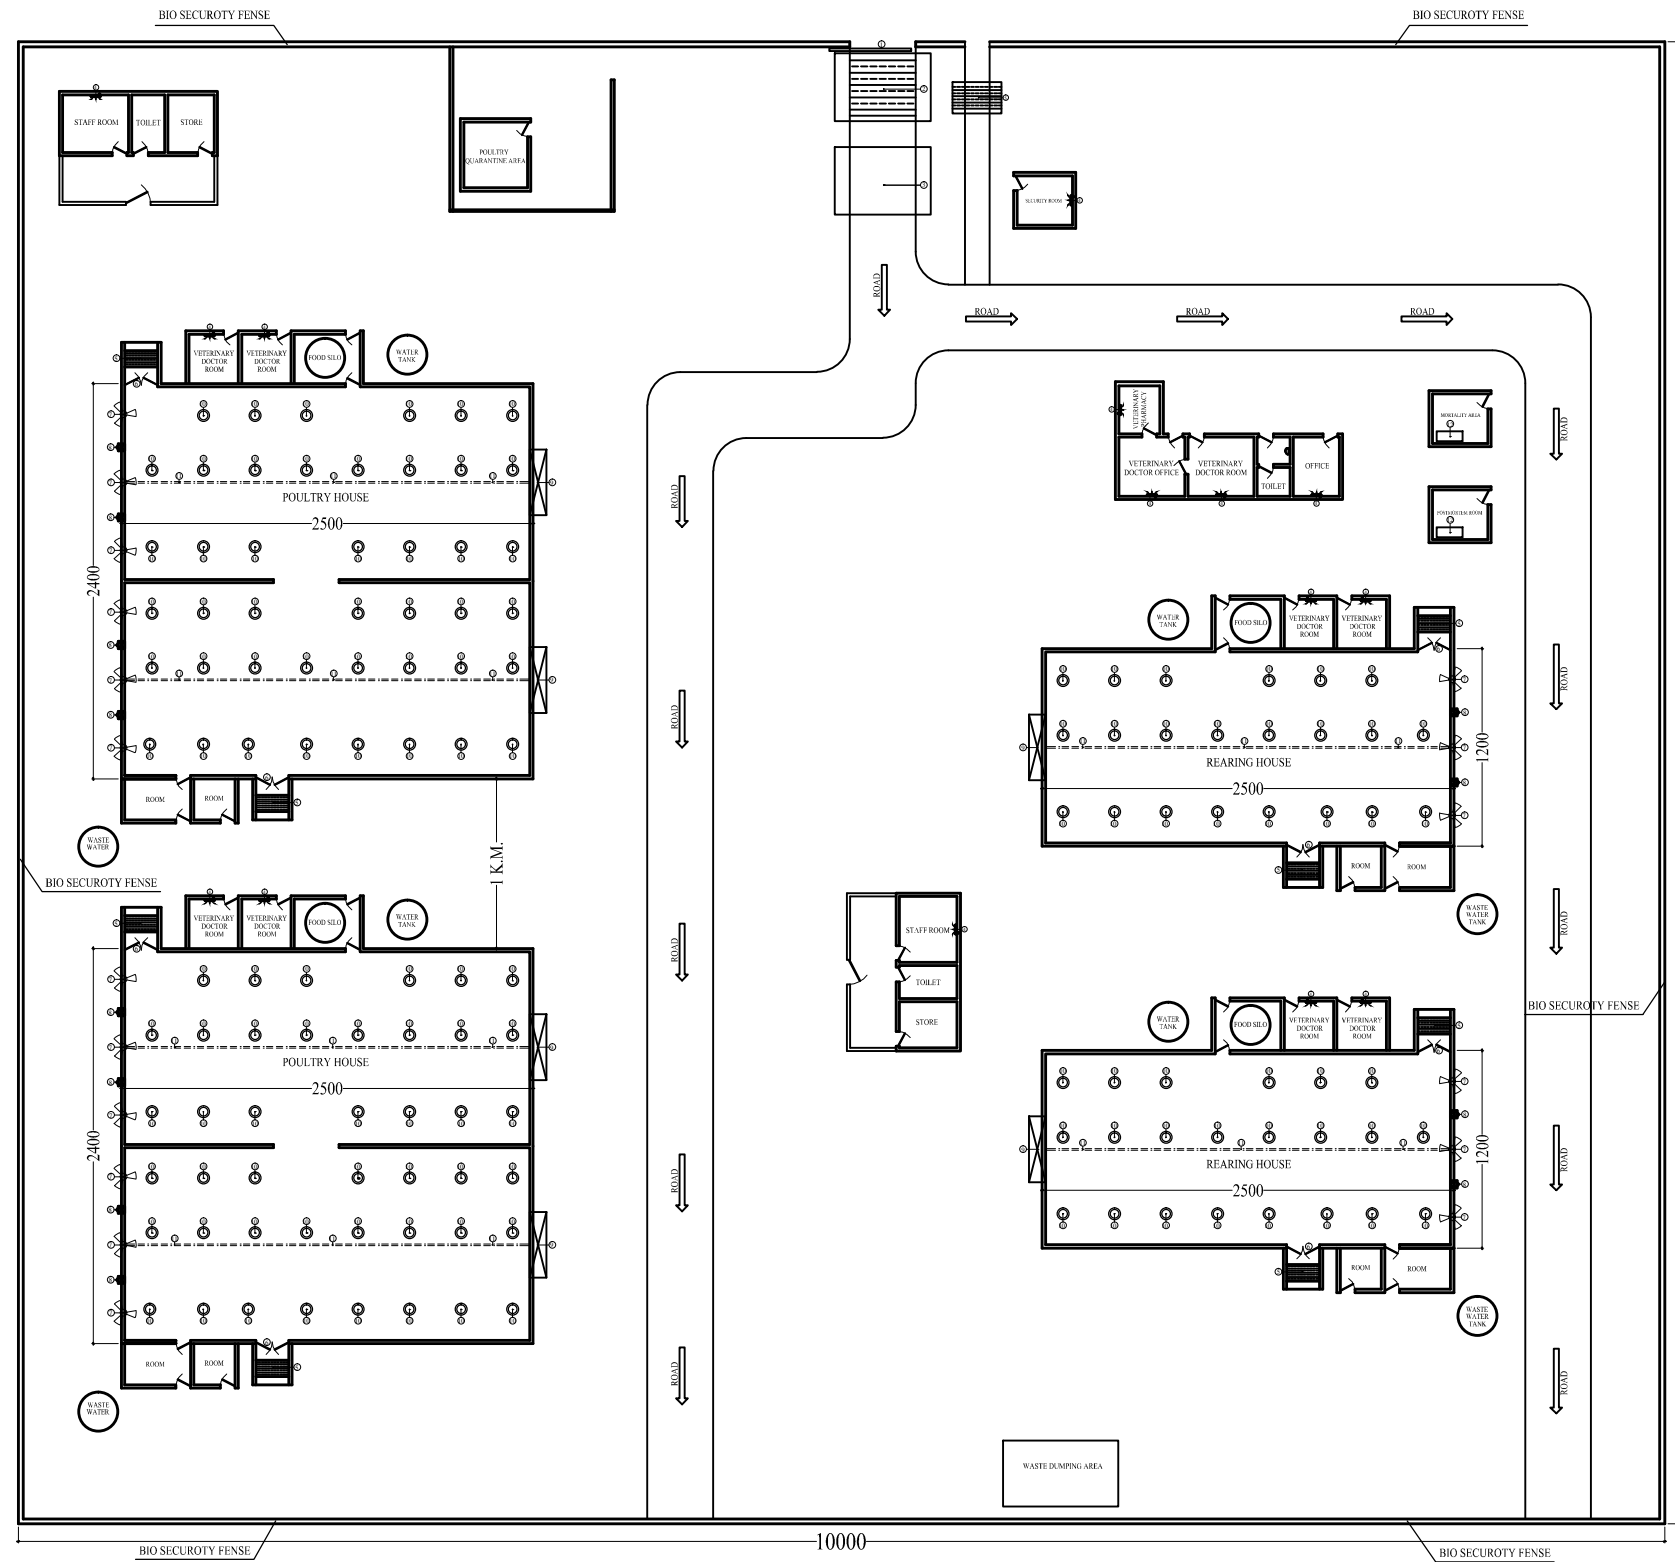 BIO SECUROTY FENSE
BIO SECUROTY FENSE
STAFF ROOM
TOILET
STORE
POULTRY
QUARANTINE AREA
SECURITY ROOM
ROAD
ROAD
ROAD
ROAD
VETERINARY
DOCTOR
ROOM
VETERINARY
DOCTOR
ROOM
FOOD SILO
WATER
TANK
VETERINARY
PHARMACY
VETERINARY
DOCTOR OFFICE
VETERINARY
DOCTOR ROOM
TOILET
OFFICE
MORTALITY AREA
POSTMORTEM ROOM
ROAD
ROAD
POULTRY HOUSE
2500
2400
WATER
TANK
FOOD SILO
VETERINARY
DOCTOR
ROOM
VETERINARY
DOCTOR
ROOM
ROAD
ROAD
REARING HOUSE
2500
1200
ROOM
ROOM
WASTE
WATER
1 K.M.
ROOM
ROOM
BIO SECUROTY FENSE
WASTE
WATER
TANK
VETERINARY
DOCTOR
ROOM
VETERINARY
DOCTOR
ROOM
FOOD SILO
WATER
TANK
ROAD
ROAD
STAFF ROOM
TOILET
STORE
BIO SECUROTY FENSE
WATER
TANK
FOOD SILO
VETERINARY
DOCTOR
ROOM
VETERINARY
DOCTOR
ROOM
POULTRY HOUSE
2500
2400
ROAD
ROAD
REARING HOUSE
2500
1200
ROOM
ROOM
WASTE
WATER
TANK
ROOM
ROOM
WASTE
WATER
ROAD
ROAD
WASTE DUMPING AREA
10000
BIO SECUROTY FENSE
BIO SECUROTY FENSE